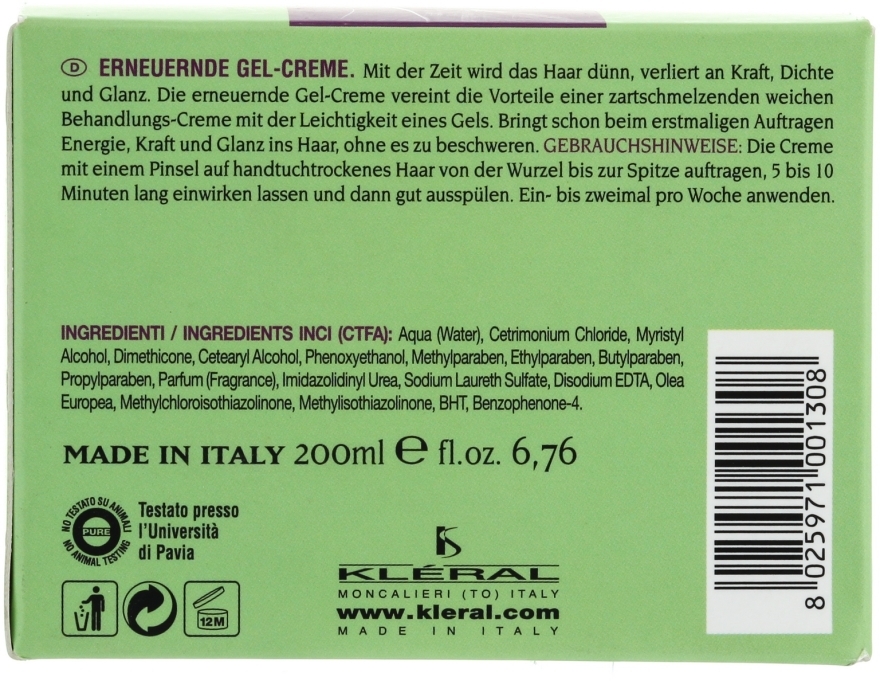 D ERNEUERNDE GEL-CREME. Mit der Zeit wird das Haar dünn, verliert an Kraft, Dichte
und Glanz. Die erneuernde Gel-Creme vereint die Vorteile einer zartschmelzenden weichen
Behandlungs-Creme mit der Leichtigkeit eines Gels. Bringt schon beim erstmaligen Auftragen
Energie, Kraft und Glanz ins Haar, ohne es zu beschweren. GEBRAUCHSHINWEISE: Die Creme
mit einem Pinsel auf handtuchtrockenes Haar von der Wurzel bis zur Spitze auftragen, 5 bis 10
Minuten lang einwirken lassen und dann gut ausspülen. Ein- bis zweimal pro Woche anwenden.
INGREDIENTI / INGREDIENTS INCI (CTFA): Aqua (Water), Cetrimonium Chloride, Myristyl
Alcohol, Dimethicone, Cetearyl Alcohol, Phenoxyethanol, Methylparaben, Ethylparaben, Butylparaben,
Propylparaben, Parfum (Fragrance), Imidazolidinyl Urea, Sodium Laureth Sulfate, Disodium EDTA, Olea
Europea, Methylchloroisothiazolinone, Methylisothiazolinone, BHT, Benzophenone-4.
MADE IN ITALY 200ml e fl.oz. 6,76
NO TESTATO SU ANIMALI
PURE
NO ANIMAL TESTING
Testato presso
l'Università
di Pavia
12M
KLÉRAL
MONCALIERI (TO) ITALY
www.kleral.com
MADE IN ITALY
8 025971 001308